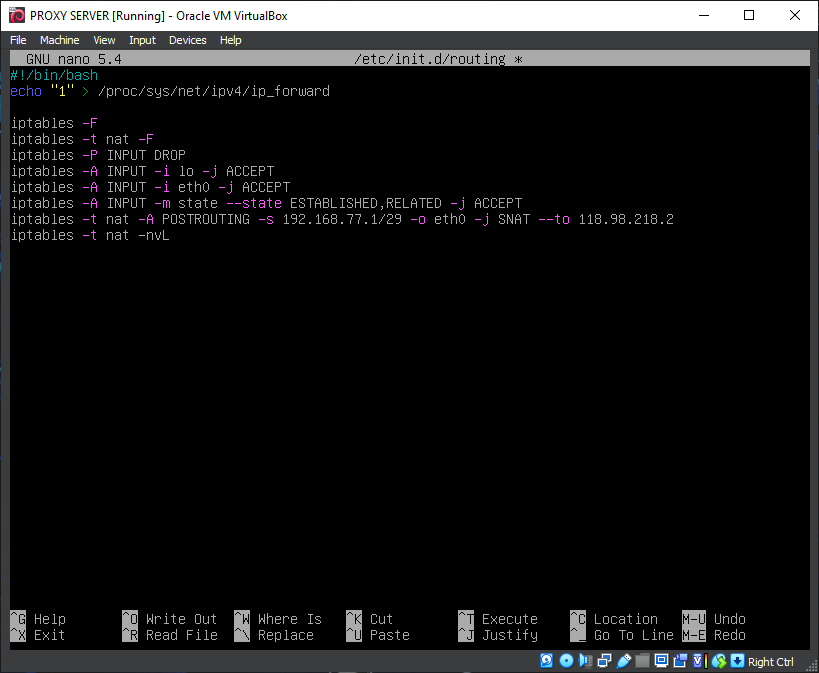 PROXY SERVER [Running] - Oracle VM VirtualBox
File Machine View Input Devices Help
GNU nano 5.4 /etc/init.d/routing *
#!/bin/bash
echo "1" > /proc/sys/net/ipv4/ip_forward
iptables -F
iptables -t nat -F
iptables -P INPUT DROP
iptables -A INPUT -i lo -j ACCEPT
iptables -A INPUT -i eth0 -j ACCEPT
iptables -A INPUT -m state --state ESTABLISHED,RELATED -j ACCEPT
iptables -t nat -A POSTROUTING -s 192.168.77.1/29 -o eth0 -j SNAT --to 118.98.218.2
iptables -t nat -nvL
^G Help ^O Write Out ^W Where Is ^K Cut ^T Execute ^C Location M-U Undo
^X Exit ^R Read File ^\ Replace ^U Paste ^J Justify ^_ Go To Line M-E Redo
Right Ctrl